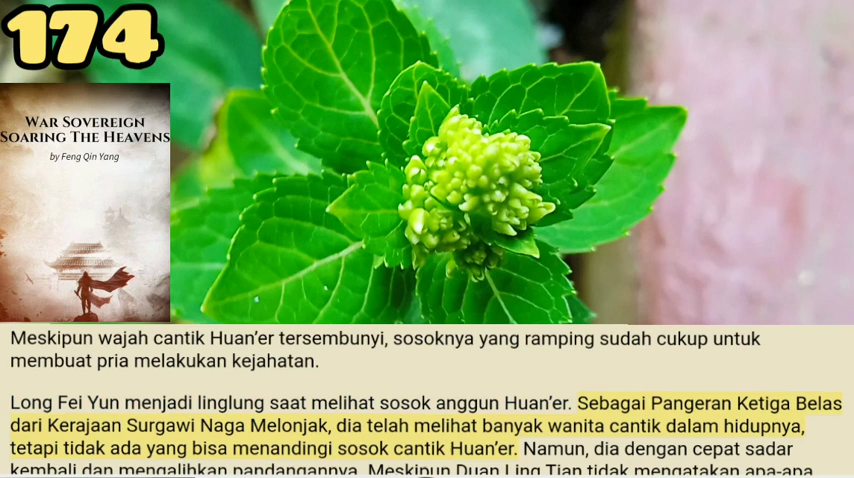 174
WAR SOVEREIGN
SOARING THE HEAVENS
by Feng Qin Yang
Meskipun wajah cantik Huan’er tersembunyi, sosoknya yang ramping sudah cukup untuk
membuat pria melakukan kejahatan.
Long Fei Yun menjadi linglung saat melihat sosok anggun Huan’er. Sebagai Pangeran Ketiga Belas
dari Kerajaan Surgawi Naga Melonjak, dia telah melihat banyak wanita cantik dalam hidupnya,
tetapi tidak ada yang bisa menandingi sosok cantik Huan’er. Namun, dia dengan cepat sadar
kembali dan mengalihkan pandangannya. Meskipun Duan Ling Tian tidak mengatakan apa-apa